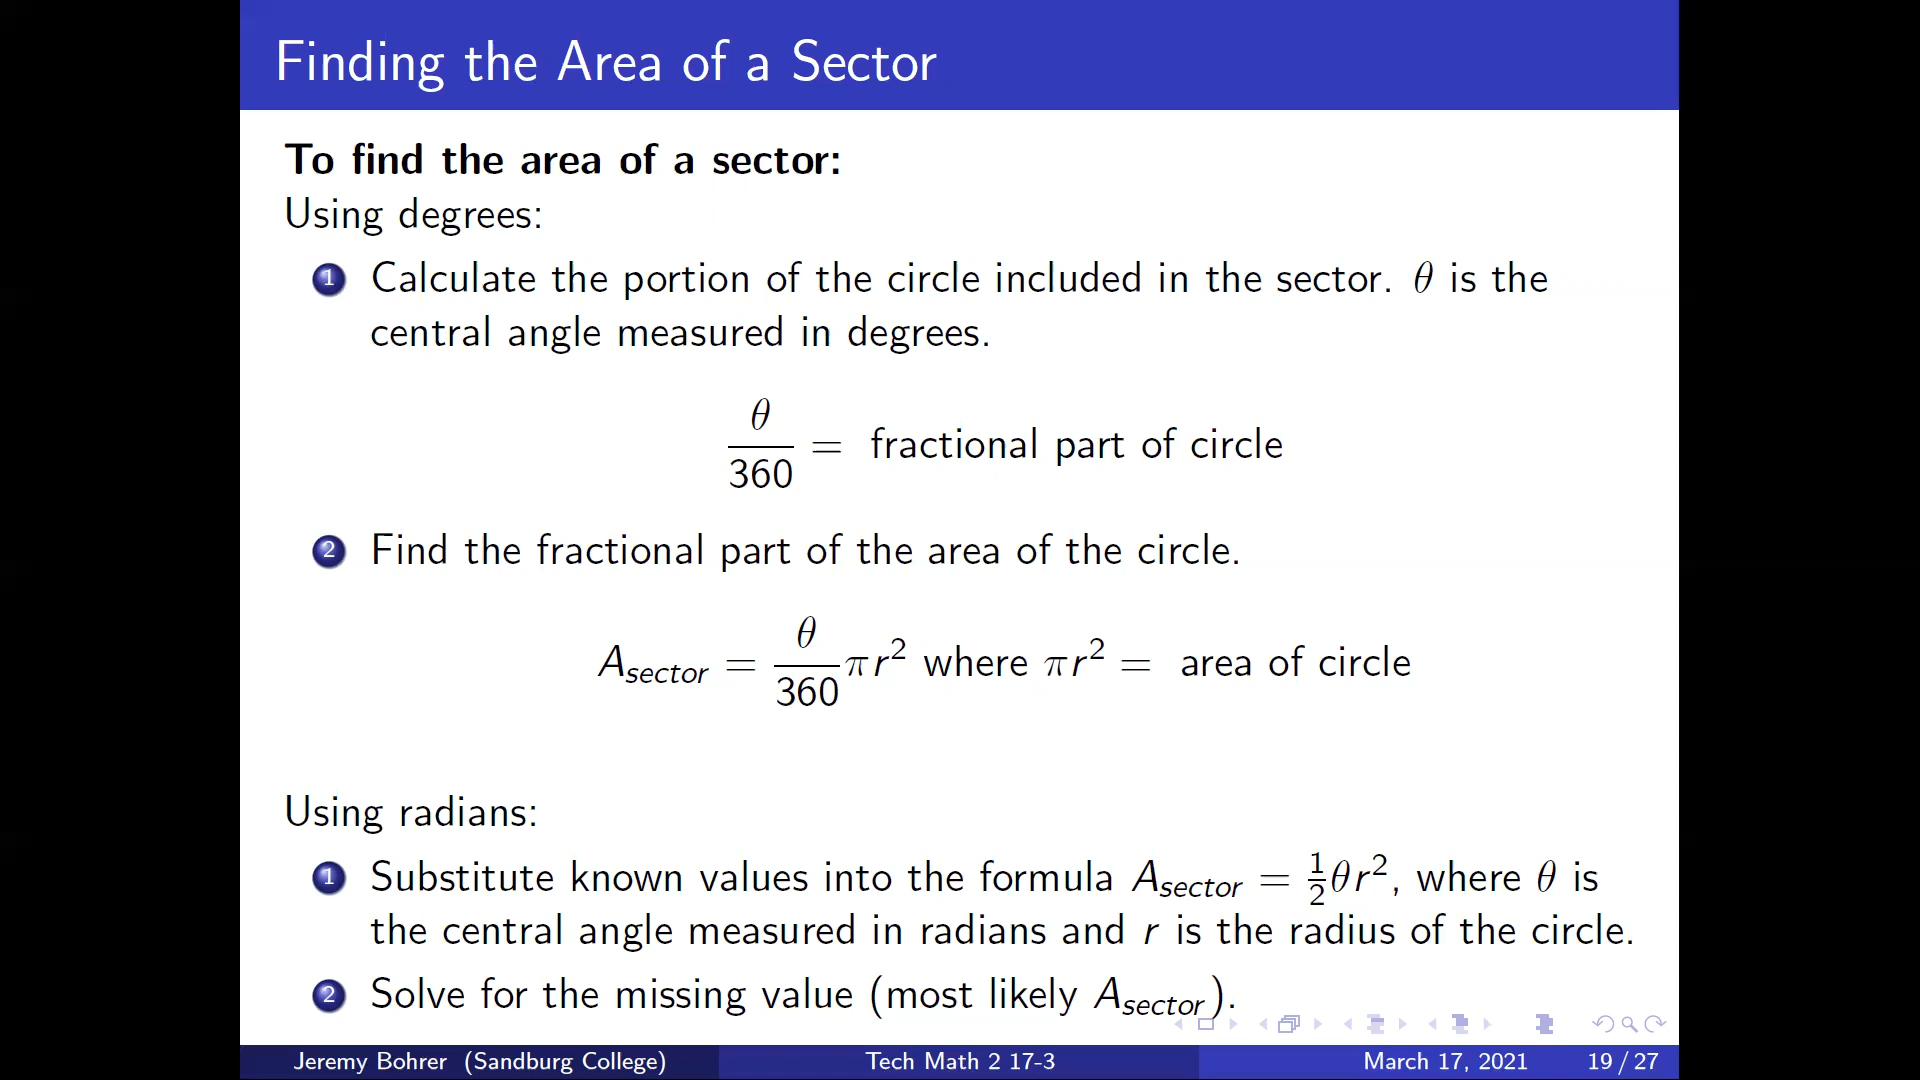 Finding the Area of a Sector
To find the area of a sector:
Using degrees:
1 Calculate the portion of the circle included in the sector. θ is the
central angle measured in degrees.
θ/360 = fractional part of circle
2 Find the fractional part of the area of the circle.
A_sector = θ/360 πr² where πr² = area of circle
Using radians:
1 Substitute known values into the formula A_sector = 1/2 θr², where θ is
the central angle measured in radians and r is the radius of the circle.
2 Solve for the missing value (most likely A_sector).
Jeremy Bohrer (Sandburg College) Tech Math 2 17-3 March 17, 2021 19 / 27